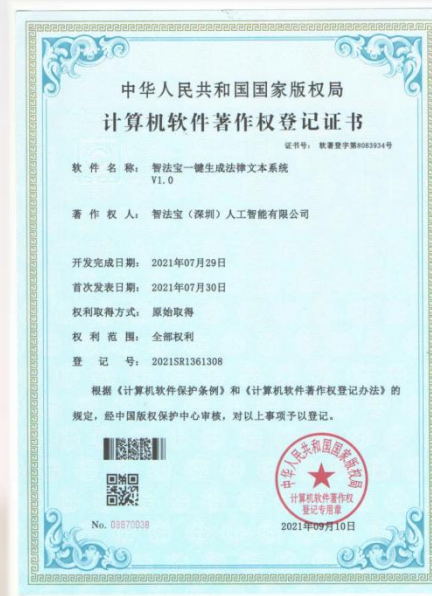 中华人民共和国国家版权局
计算机软件著作权登记证书
证书号： 软著登字第8083934号
软件名称： 智法宝一键生成法律文本系统
V1.0
著作权人： 智法宝（深圳）人工智能有限公司
开发完成日期： 2021年07月29日
首次发表日期： 2021年07月30日
权利取得方式： 原始取得
权利范围： 全部权利
登记号： 2021SR1361308
根据《计算机软件保护条例》和《计算机软件著作权登记办法》的
规定，经中国版权保护中心审核，对以上事项予以登记。
中华人民共和国国家版权局
计算机软件著作权
登记专用章
No. 08870038
2021年09月10日